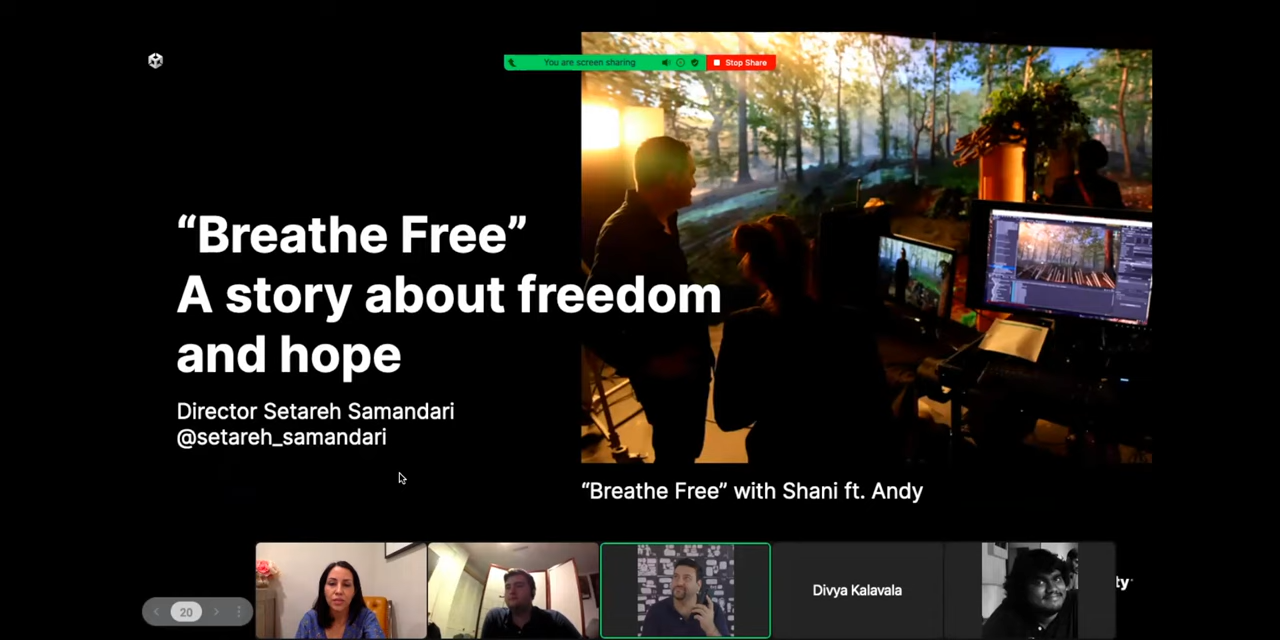 You are screen sharing
Stop Share
“Breathe Free”
A story about freedom
and hope
Director Setareh Samandari
@setareh_samandari
“Breathe Free” with Shani ft. Andy
Divya Kalavala
ty
20